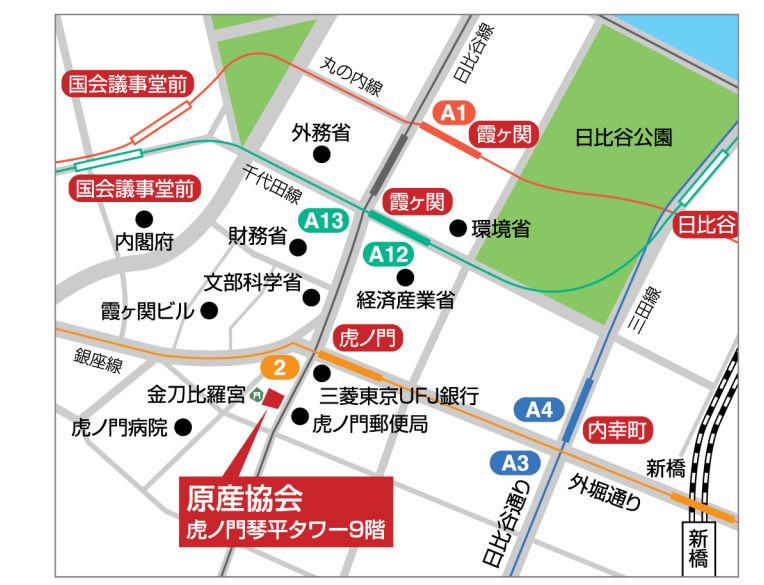 日比谷線
丸の内線
国会議事堂前
A1
霞ヶ関
外務省
日比谷公園
千代田線
国会議事堂前
霞ヶ関
A13
日比谷
内閣府
財務省
環境省
A12
文部科学省
経済産業省
霞ヶ関ビル
三田線
虎ノ門
銀座線
2
金刀比羅宮
三菱東京UFJ銀行
A4
虎ノ門病院
虎ノ門郵便局
内幸町
A3
新橋
外堀通り
原産協会
虎ノ門琴平タワー9階
日比谷通り
新橋